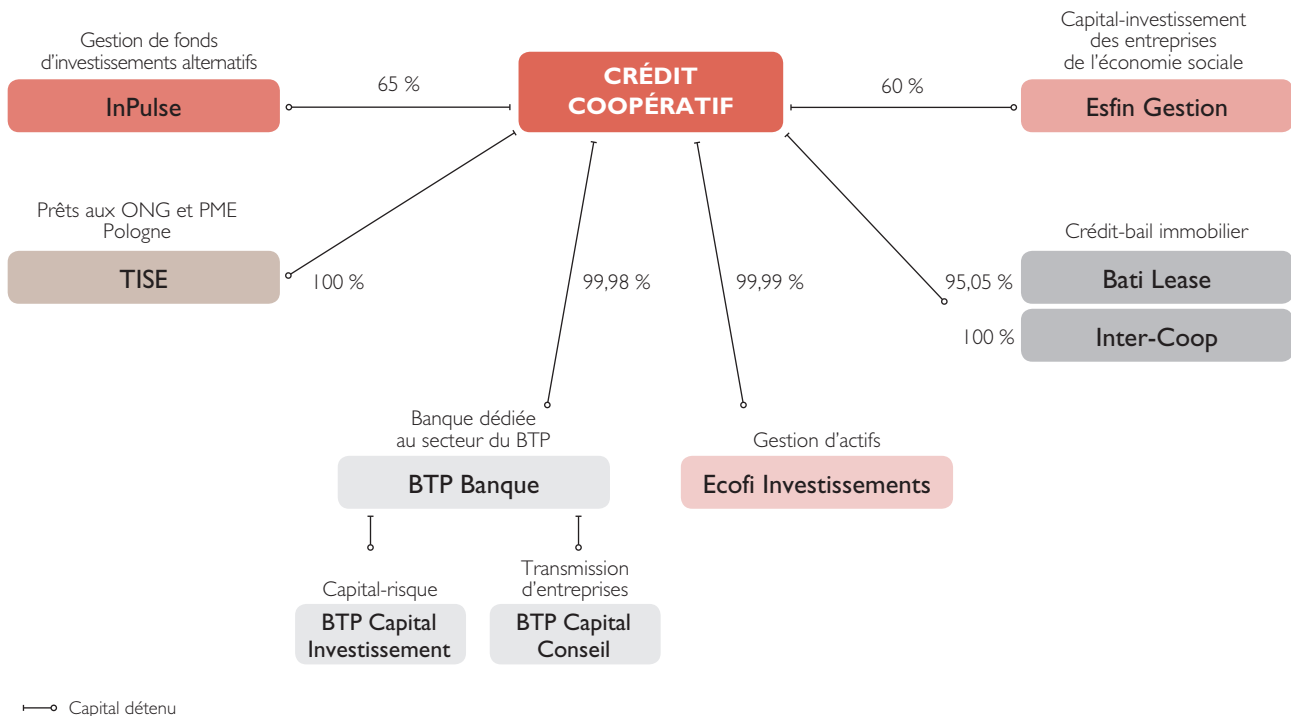 Gestion de fonds
d'investissements alternatifs
InPulse
65 %
CRÉDIT
COOPÉRATIF
60 %
Capital-investissement
des entreprises
de l'économie sociale
Esfin Gestion
Prêts aux ONG et PME
Pologne
TISE
100 %
99,98 %
99,99 %
Crédit-bail immobilier
95,05 %
Bati Lease
100 %
Inter-Coop
Banque dédiée
au secteur du BTP
BTP Banque
Gestion d'actifs
Ecofi Investissements
Capital-risque
BTP Capital
Investissement
Transmission
d'entreprises
BTP Capital
Conseil
Capital détenu